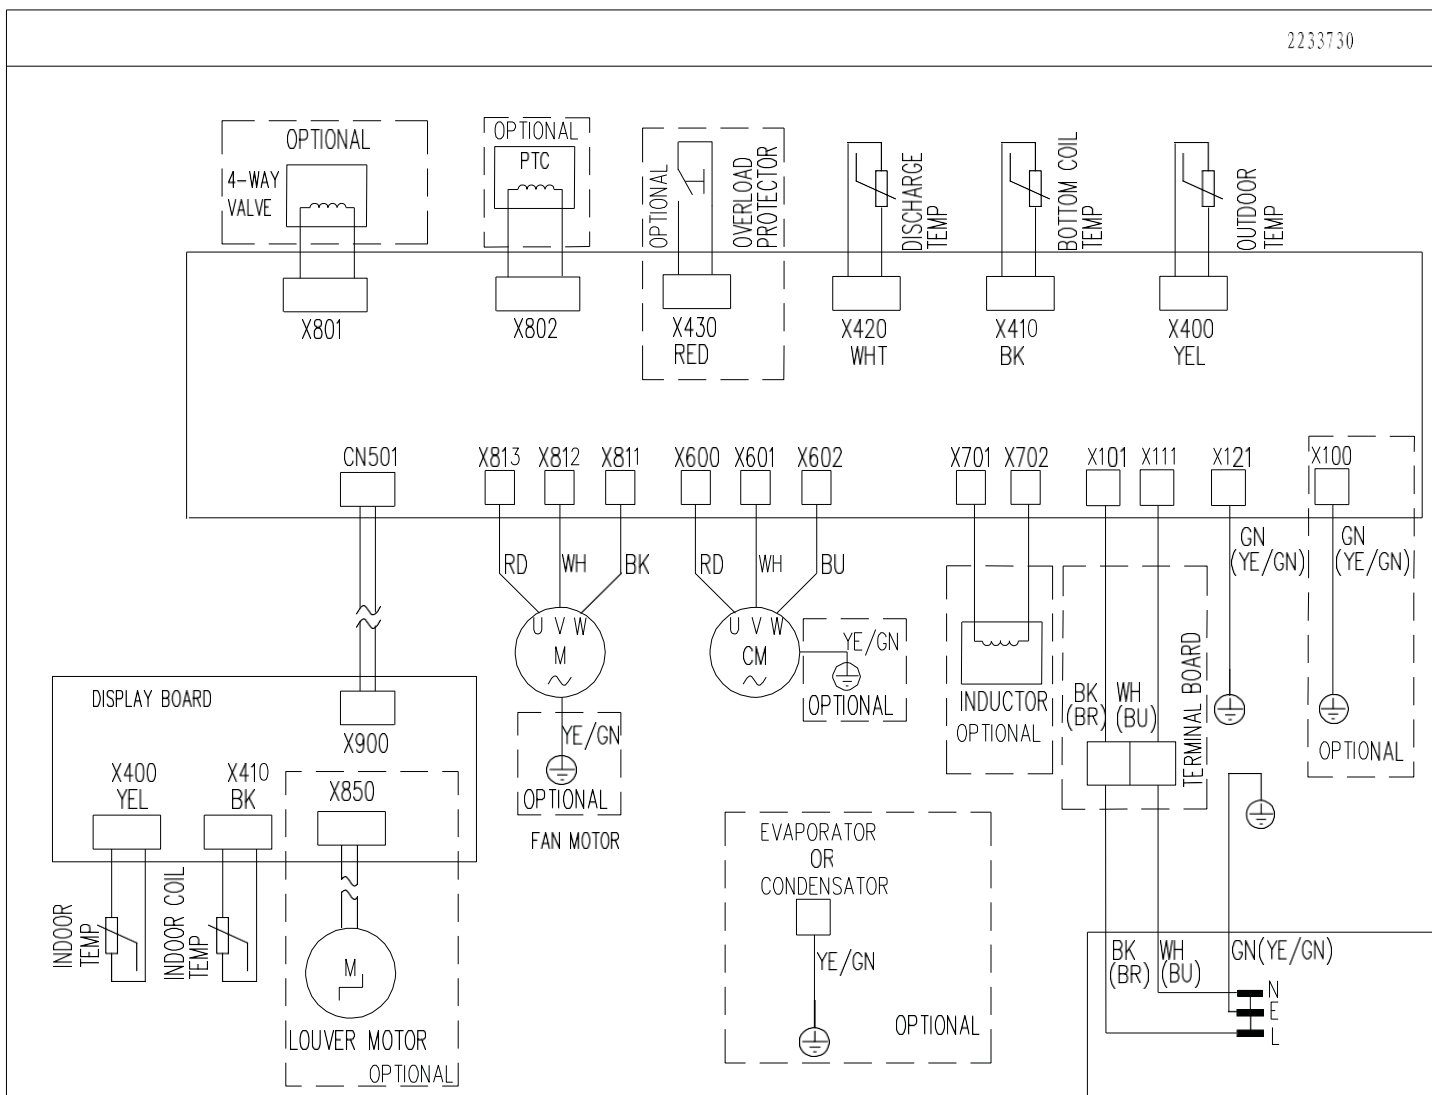 2233730
OPTIONAL
4-WAY
VALVE
OPTIONAL
PTC
OPTIONAL
OVERLOAD
PROTECTOR
DISCHARGE
TEMP
BOTTOM COIL
TEMP
OUTDOOR
TEMP
X801
X802
X430
RED
X420
WHT
X410
BK
X400
YEL
CN501
X813
X812
X811
X600
X601
X602
X701
X702
X101
X111
X121
X100
RD
WH
BK
RD
WH
BU
GN
(YE/GN)
GN
(YE/GN)
U V W
M
U V W
CM
YE/GN
OPTIONAL
YE/GN
OPTIONAL
FAN MOTOR
INDUCTOR
OPTIONAL
BK
(BR)
WH
(BU)
TERMINAL BOARD
OPTIONAL
DISPLAY BOARD
X900
X400
YEL
X410
BK
X850
INDOOR
TEMP
INDOOR COIL
TEMP
M
LOUVER MOTOR
OPTIONAL
EVAPORATOR
OR
CONDENSATOR
YE/GN
OPTIONAL
BK
(BR)
WH
(BU)
GN(YE/GN)
N
E
L